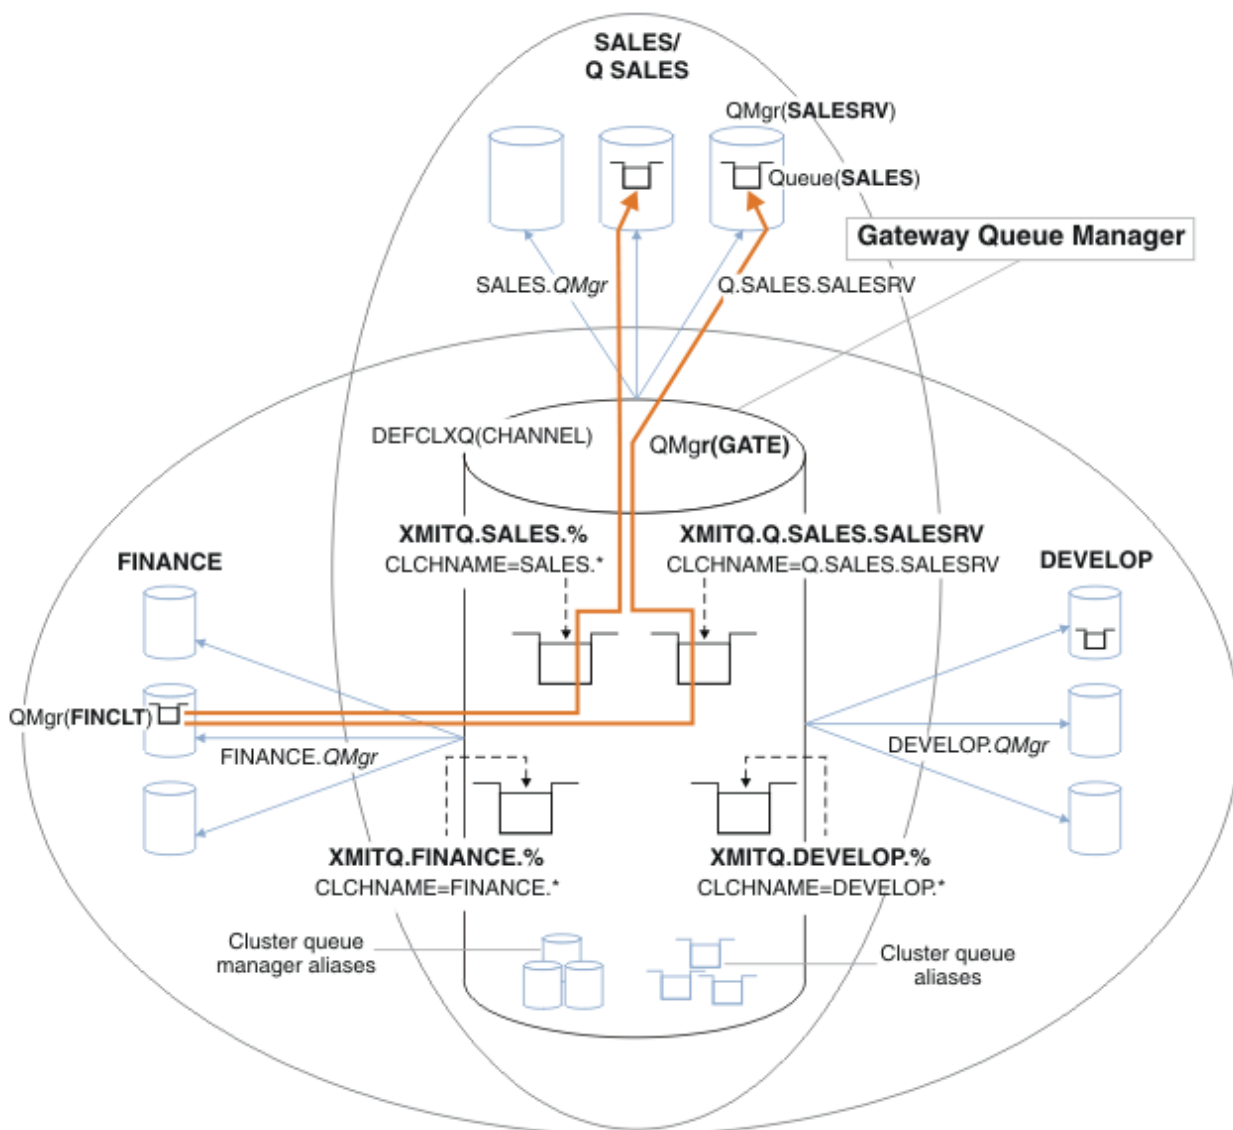 SALES/
Q SALES
QMgr(SALESRV)
Queue(SALES)
Gateway Queue Manager
SALES.QMgr
Q.SALES.SALESRV
DEFCLXQ(CHANNEL)
QMgr(GATE)
XMITQ.SALES.%
CLCHNAME=SALES.*
XMITQ.Q.SALES.SALESRV
CLCHNAME=Q.SALES.SALESRV
FINANCE
DEVELOP
QMgr(FINCLT)
FINANCE.QMgr
DEVELOP.QMgr
XMITQ.FINANCE.%
CLCHNAME=FINANCE.*
XMITQ.DEVELOP.%
CLCHNAME=DEVELOP.*
Cluster queue
manager aliases
Cluster queue
aliases